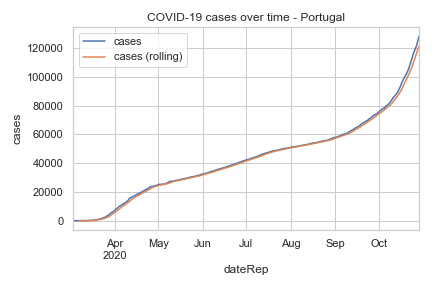 COVID-19 cases over time - Portugal
cases
cases (rolling)
120000
100000
80000
60000
40000
20000
0
cases
Apr
2020
May
Jun
Jul
Aug
Sep
Oct
dateRep